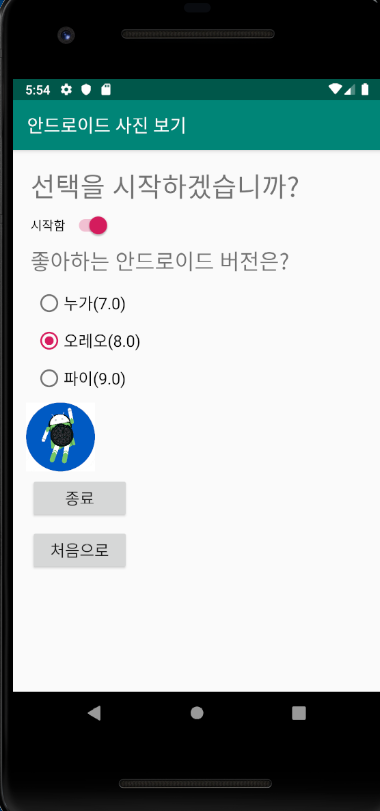 5:54
안드로이드 사진 보기
선택을 시작하겠습니까?
시작함
좋아하는 안드로이드 버전은?
누가(7.0)
오레오(8.0)
파이(9.0)
종료
처음으로